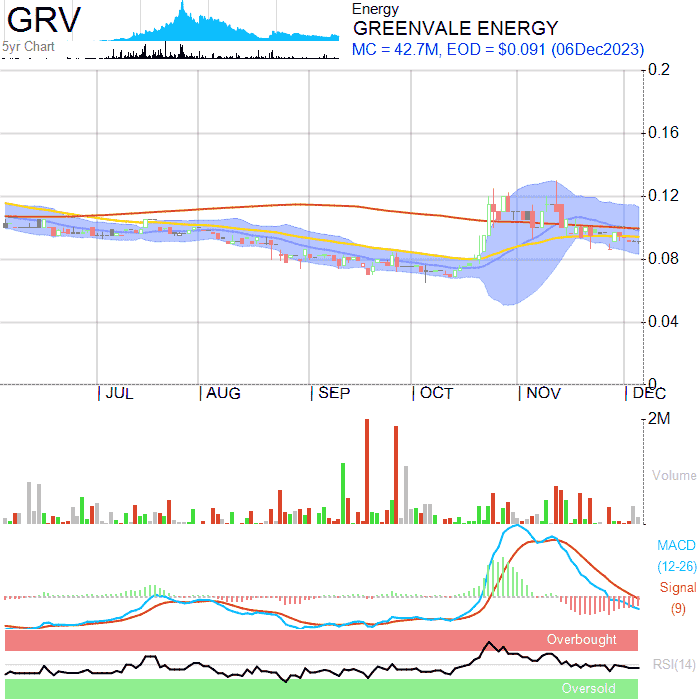 GRV
5yr Chart
Energy
GREENVALE ENERGY
MC = 42.7M, EOD = $0.091 (06Dec2023)
0.2
0.16
0.12
0.08
0.04
0
JUL AUG SEP OCT NOV DEC
2M
Volume
MACD
(12-26)
Signal
(9)
Overbought
RSI(14)
Oversold